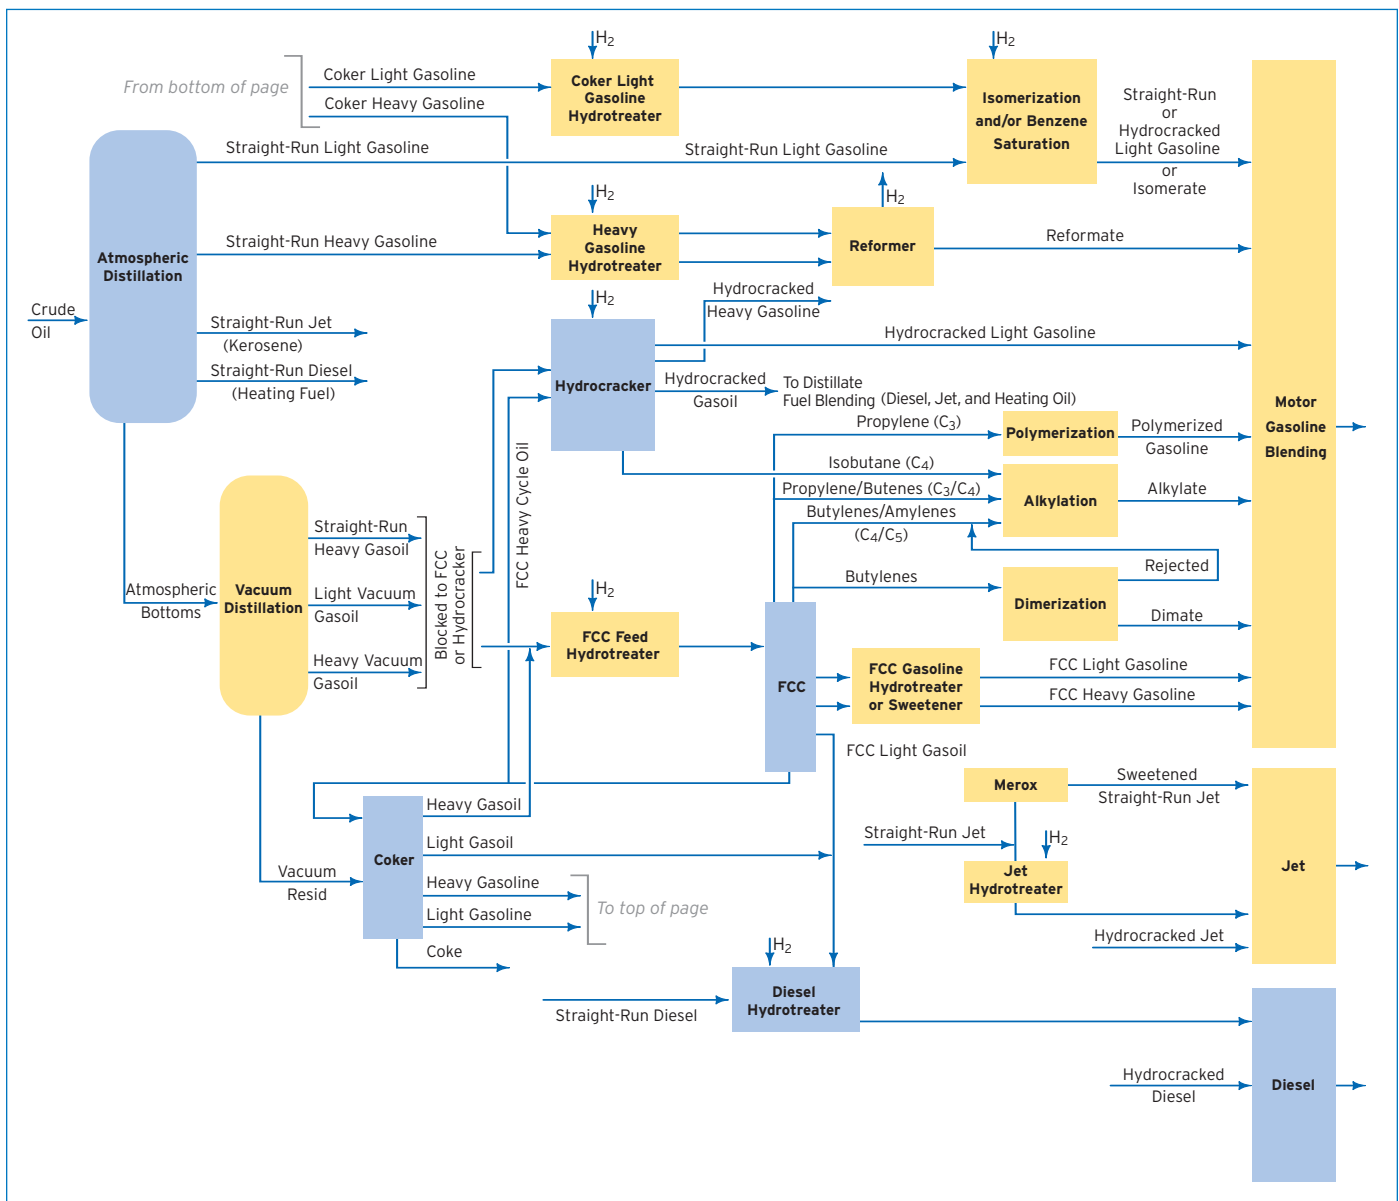 H2
H2
From bottom of page
Coker Light Gasoline
Coker Heavy Gasoline
Coker Light
Gasoline
Hydrotreater
Isomerization
and/or Benzene
Saturation
Straight-Run
or
Hydrocracked
Light Gasoline
or
Isomerate
Straight-Run Light Gasoline
Straight-Run Light Gasoline
H2
H2
Straight-Run Heavy Gasoline
Heavy
Gasoline
Hydrotreater
Reformer
Reformate
Atmospheric
Distillation
Crude
Oil
Straight-Run Jet
(Kerosene)
Straight-Run Diesel
(Heating Fuel)
H2
Hydrocracked
Heavy Gasoline
Hydrocracked Light Gasoline
Hydrocracker
Hydrocracked
Gasoil
To Distillate
Fuel Blending (Diesel, Jet, and Heating Oil)
Motor
Gasoline
Blending
Propylene (C3)
Polymerization
Polymerized
Gasoline
Isobutane (C4)
Propylene/Butenes (C3/C4)
Alkylation
Alkylate
Butylenes/Amylenes
(C4/C5)
Rejected
Butylenes
Dimerization
Dimate
Straight-Run
Heavy Gasoil
Light Vacuum
Gasoil
Heavy Vacuum
Gasoil
Blocked to FCC
or Hydrocracker
FCC Heavy Cycle Oil
Atmospheric
Bottoms
Vacuum
Distillation
H2
FCC Feed
Hydrotreater
FCC
FCC Gasoline
Hydrotreater
or Sweetener
FCC Light Gasoline
FCC Heavy Gasoline
FCC Light Gasoil
Merox
Sweetened
Straight-Run Jet
Straight-Run Jet
H2
Jet
Hydrotreater
Jet
Hydrocracked Jet
Vacuum
Resid
Coker
Heavy Gasoil
Light Gasoil
Heavy Gasoline
Light Gasoline
To top of page
Coke
H2
Straight-Run Diesel
Diesel
Hydrotreater
Hydrocracked
Diesel
Diesel